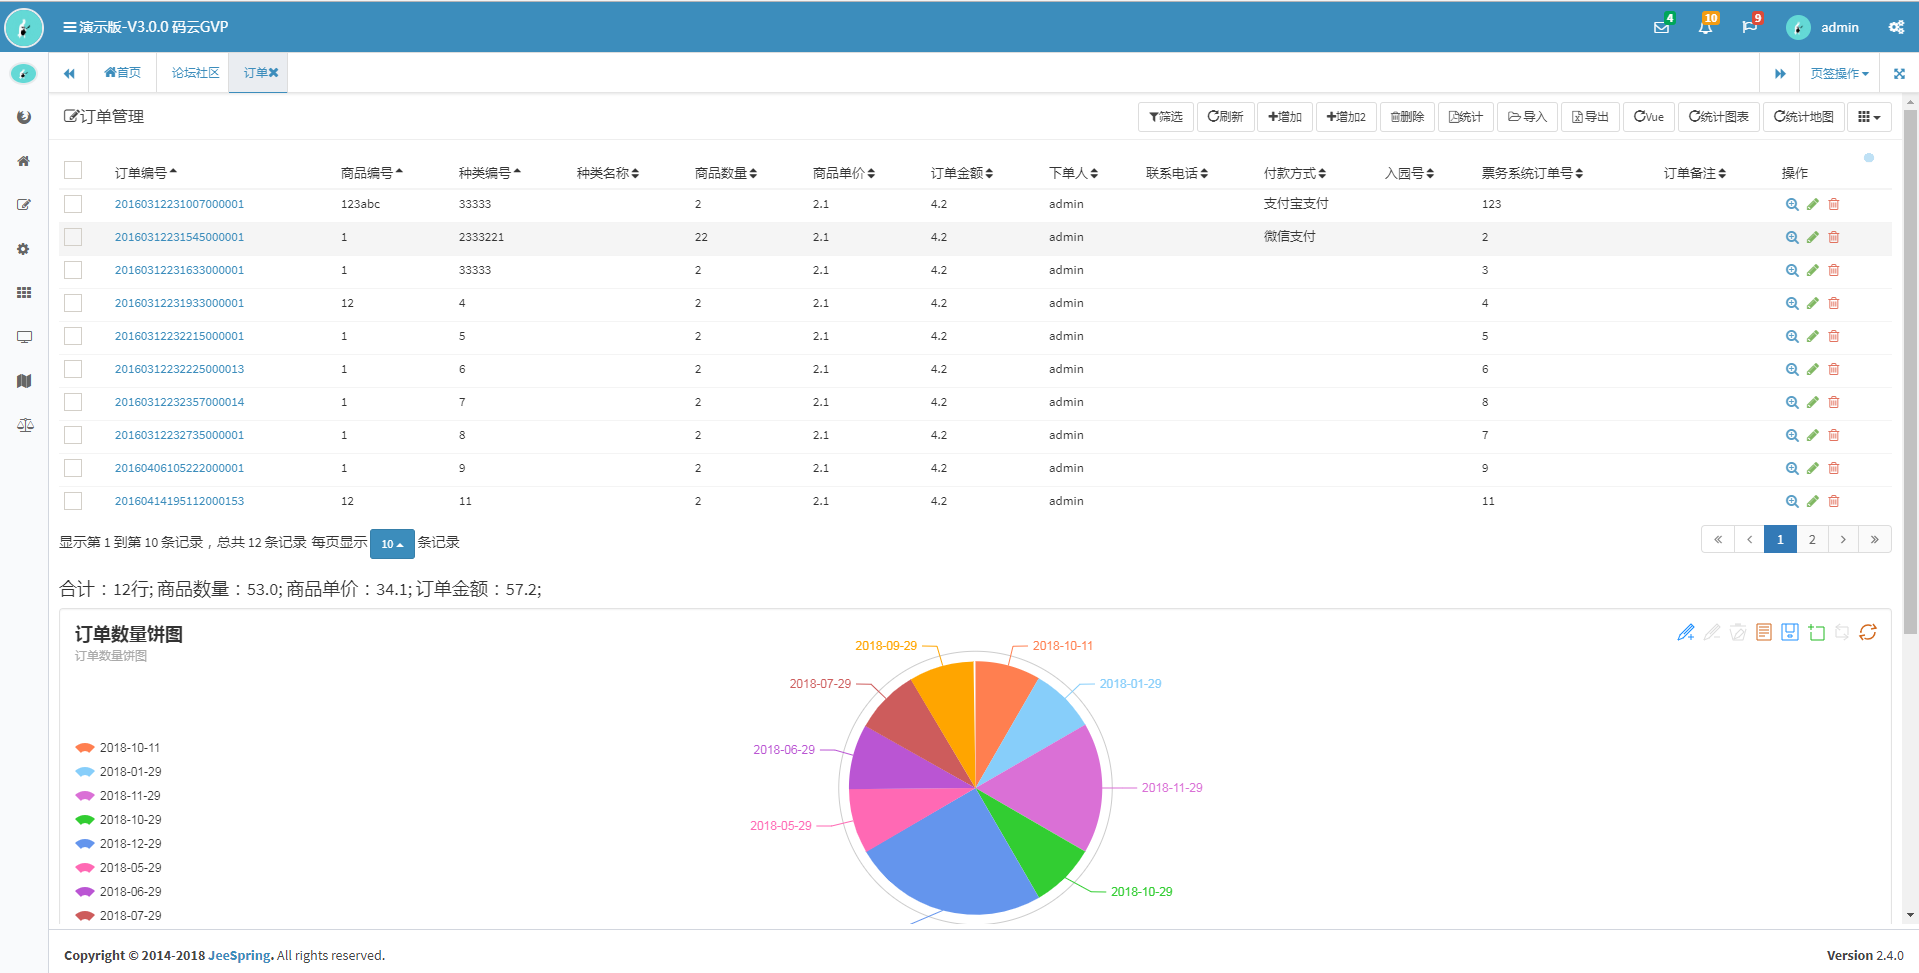 演示版-V3.0.0 码云GVP 4 10 9 admin
首页 论坛社区 订单 页签操作
订单管理 筛选 刷新 增加 增加2 删除 统计 导入 导出 Vue 统计图表 统计地图
订单编号 商品编号 种类编号 种类名称 商品数量 商品单价 订单金额 下单人 联系电话 付款方式 入园号 票务系统订单号 订单备注 操作
20160312231007000001 123abc 33333 2 2.1 4.2 admin 支付宝支付 123
20160312231545000001 1 2333221 22 2.1 4.2 admin 微信支付 2
20160312231633000001 1 33333 2 2.1 4.2 admin 3
20160312231933000001 12 4 2 2.1 4.2 admin 4
20160312232215000001 1 5 2 2.1 4.2 admin 5
20160312232225000013 1 6 2 2.1 4.2 admin 6
20160312232357000014 1 7 2 2.1 4.2 admin 8
20160312232735000001 1 8 2 2.1 4.2 admin 7
20160406105222000001 1 9 2 2.1 4.2 admin 9
20160414195112000153 12 11 2 2.1 4.2 admin 11
显示第 1 到第 10 条记录，总共 12 条记录 每页显示 10 条记录 « ‹ 1 2 › »
合计：12行; 商品数量：53.0; 商品单价：34.1; 订单金额：57.2;
订单数量饼图
订单数量饼图
2018-09-29 2018-10-11
2018-07-29 2018-01-29
2018-06-29
2018-11-29
2018-05-29
2018-10-29
2018-10-11
2018-01-29
2018-11-29
2018-10-29
2018-12-29
2018-05-29
2018-06-29
2018-07-29
Copyright © 2014-2018 JeeSpring. All rights reserved. Version 2.4.0